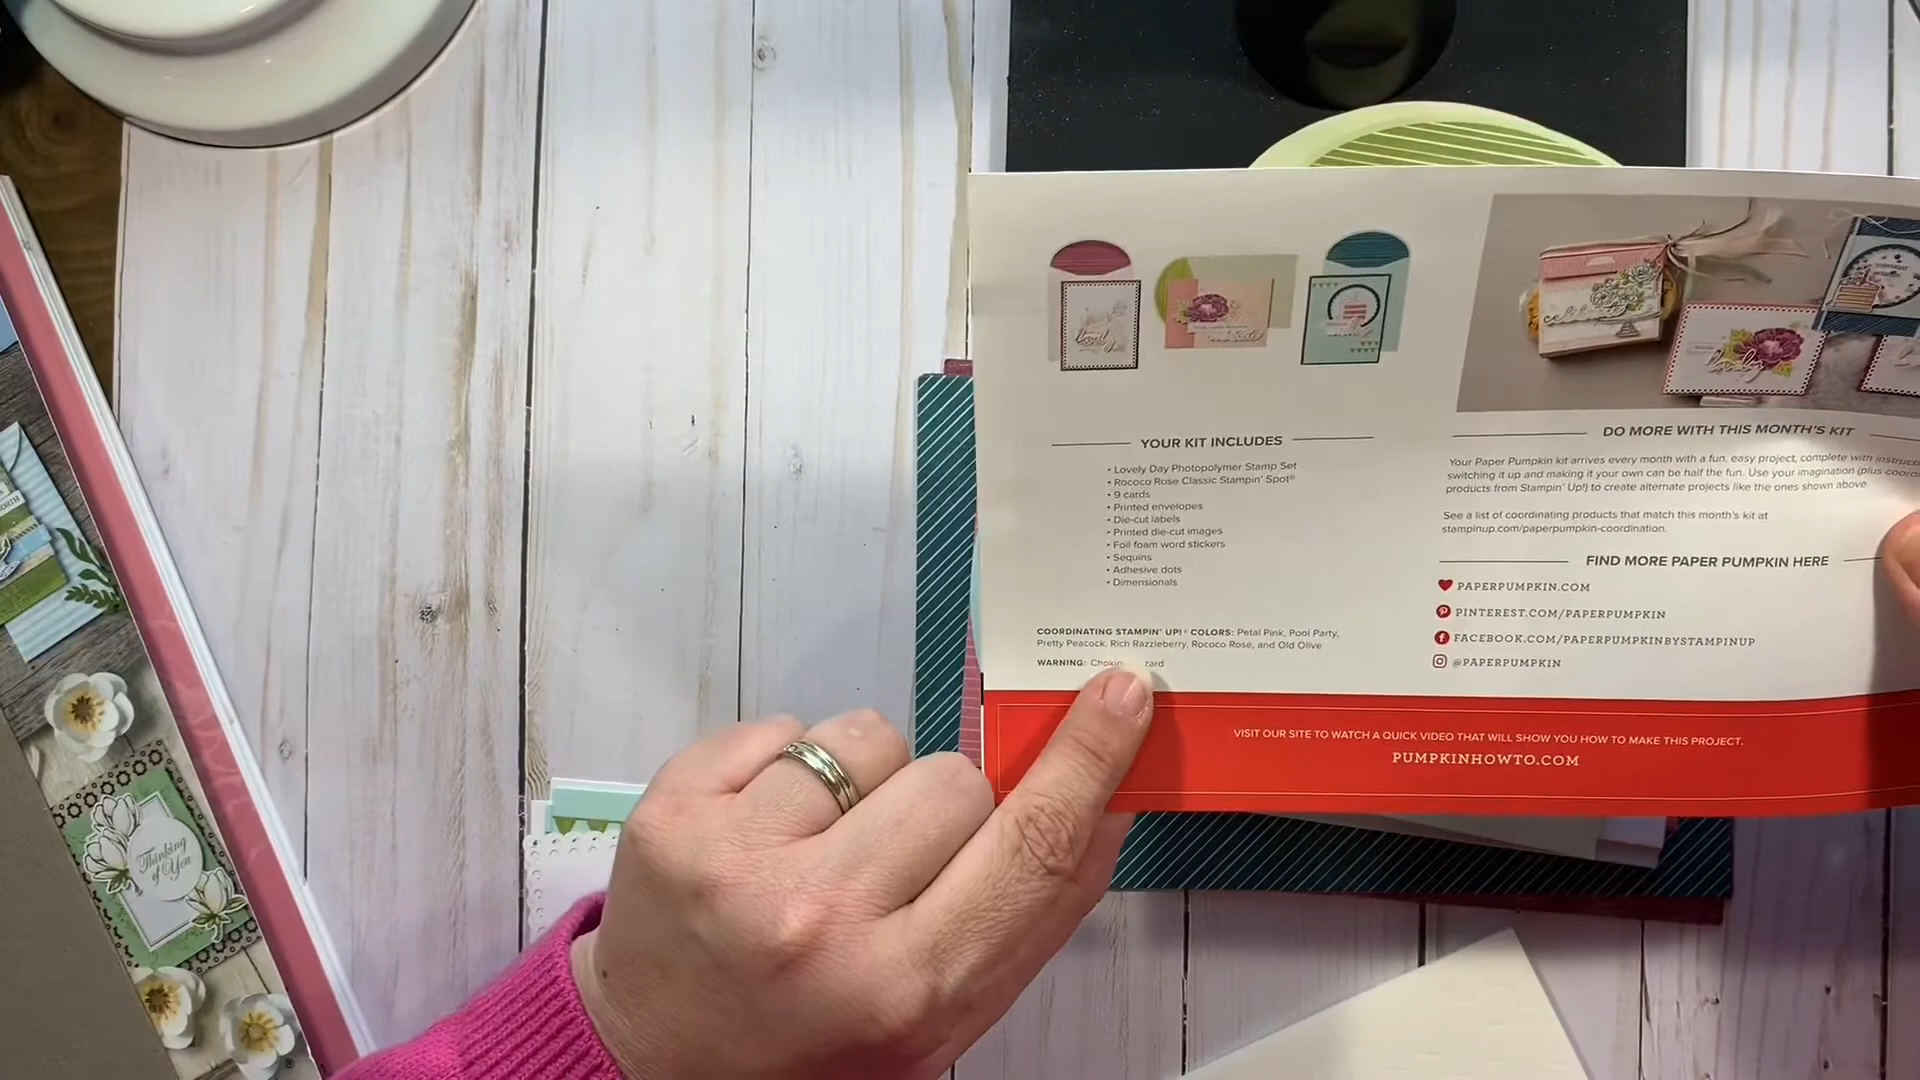 YOUR KIT INCLUDES
• Lovely Day Photopolymer Stamp Set
• Rococo Rose Classic Stampin' Spot®
• 9 cards
• Printed envelopes
• Die-cut labels
• Printed die-cut images
• Foil foam word stickers
• Sequins
• Adhesive dots
• Dimensionals
COORDINATING STAMPIN' UP!® COLORS: Petal Pink, Pool Party,
Pretty Peacock, Rich Razzleberry, Rococo Rose, and Old Olive
WARNING: Chokin zard
DO MORE WITH THIS MONTH'S KIT
Your Paper Pumpkin kit arrives every month with a fun, easy project, complete with
switching it up and making it your own can be half the fun. Use your imagination (plus
products from Stampin' Up!) to create alternate projects like the ones shown above.
See a list of coordinating products that match this month's kit at
stampinup.com/paperpumpkin-coordination.
FIND MORE PAPER PUMPKIN HERE
PAPERPUMPKIN.COM
PINTEREST.COM/PAPERPUMPKIN
FACEBOOK.COM/PAPERPUMPKINBYSTAMPINUP
@PAPERPUMPKIN
VISIT OUR SITE TO WATCH A QUICK VIDEO THAT WILL SHOW YOU HOW TO MAKE THIS PROJECT.
PUMPKINHOWTO.COM
celebrate
lovely
Thinking
of You